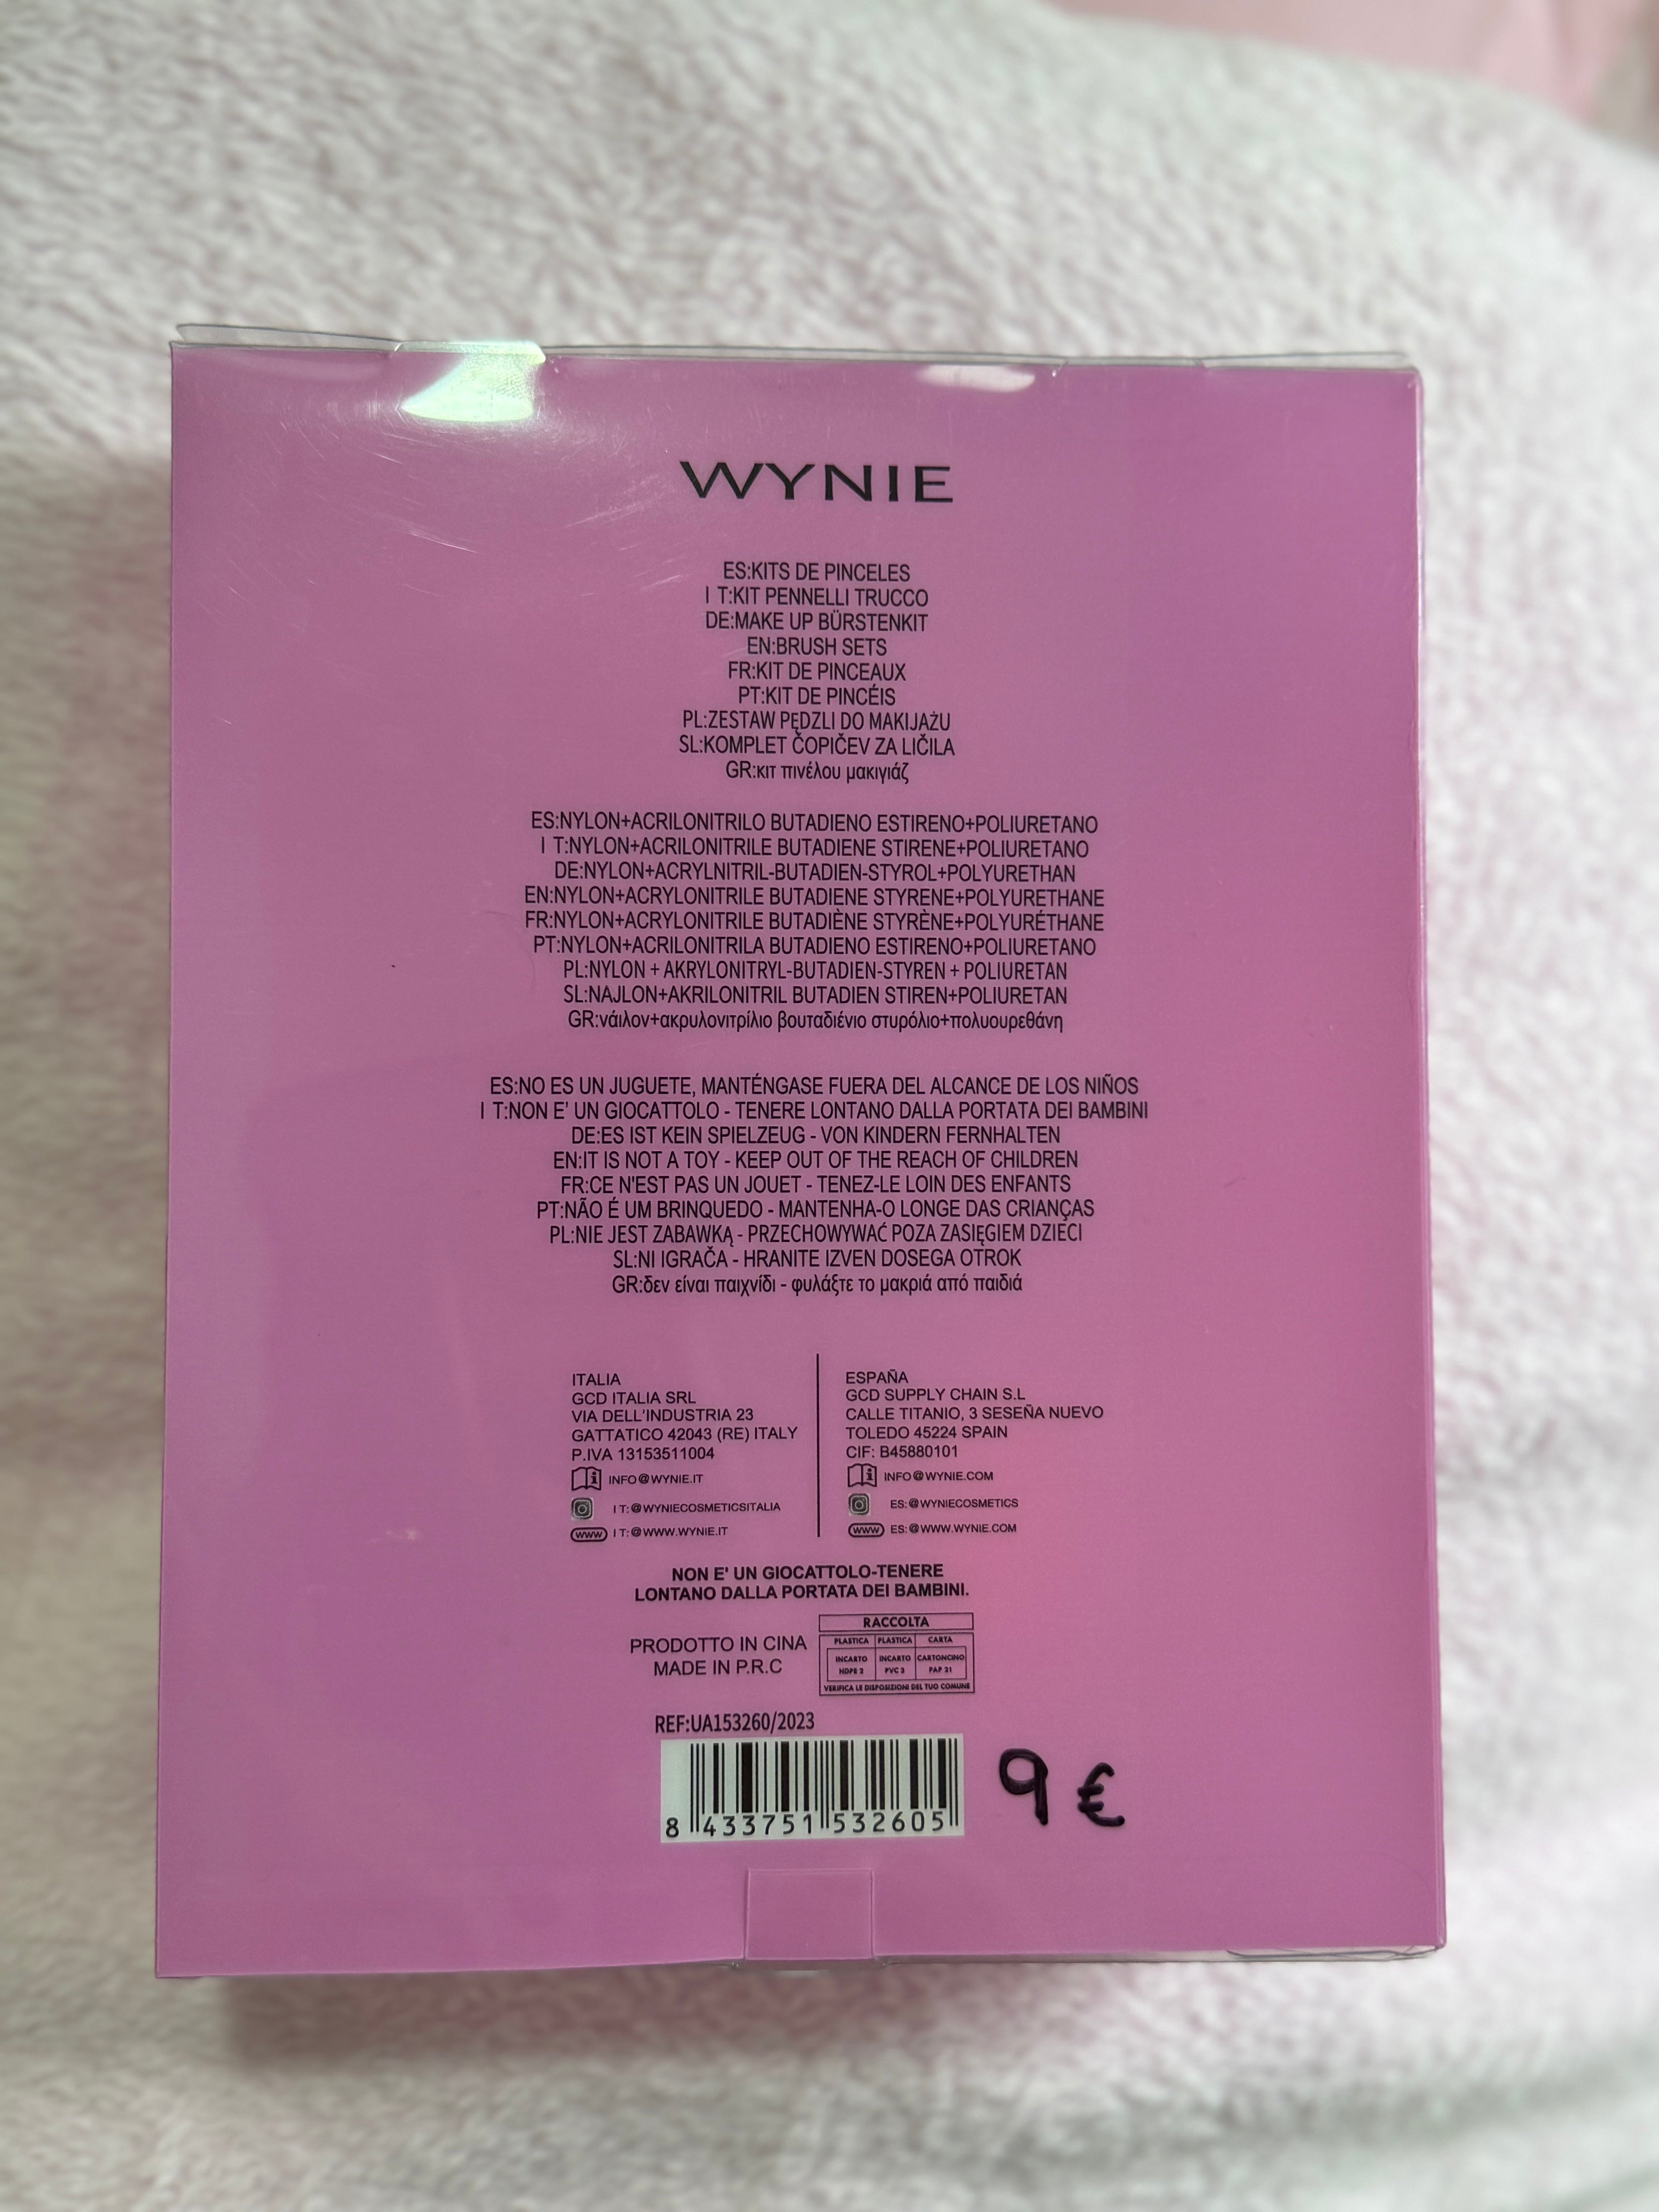 WYNIE
ES:KITS DE PINCELES
IT:KIT PENNELLI TRUCCO
DE:MAKE UP BÜRSTENKIT
EN:BRUSH SETS
FR:KIT DE PINCEAUX
PT:KIT DE PINCÉIS
PL:ZESTAW PĘDZLI DO MAKIJAŻU
SL:KOMPLET ČOPIČEV ZA LIČILA
GR:κιτ πινέλου μακιγιάζ
ES:NYLON+ACRILONITRILO BUTADIENO ESTIRENO+POLIURETANO
IT:NYLON+ACRILONITRILE BUTADIENE STIRENE+POLIURETANO
DE:NYLON+ACRYLNITRIL-BUTADIEN-STYROL+POLYURETHAN
EN:NYLON+ACRYLONITRILE BUTADIENE STYRENE+POLYURETHANE
FR:NYLON+ACRYLONITRILE BUTADIÈNE STYRÈNE+POLYURÉTHANE
PT:NYLON+ACRILONITRILA BUTADIENO ESTIRENO+POLIURETANO
PL:NYLON + AKRYLONITRYL-BUTADIEN-STYREN + POLIURETAN
SL:NAJLON+AKRILONITRIL BUTADIEN STIREN+POLIURETAN
GR:νάιλον+ακρυλονιτρίλιο βουταδιένιο στυρόλιο+πολυουρεθάνη
ES:NO ES UN JUGUETE, MANTÉNGASE FUERA DEL ALCANCE DE LOS NIÑOS
IT:NON E' UN GIOCATTOLO - TENERE LONTANO DALLA PORTATA DEI BAMBINI
DE:ES IST KEIN SPIELZEUG - VON KINDERN FERNHALTEN
EN:IT IS NOT A TOY - KEEP OUT OF THE REACH OF CHILDREN
FR:CE N'EST PAS UN JOUET - TENEZ-LE LOIN DES ENFANTS
PT:NÃO É UM BRINQUEDO - MANTENHA-O LONGE DAS CRIANÇAS
PL:NIE JEST ZABAWKĄ - PRZECHOWYWAĆ POZA ZASIĘGIEM DZIECI
SL:NI IGRAČA - HRANITE IZVEN DOSEGA OTROK
GR:δεν είναι παιχνίδι - φυλάξτε το μακριά από παιδιά
ITALIA
GCD ITALIA SRL
VIA DELL'INDUSTRIA 23
GATTATICO 42043 (RE) ITALY
P.IVA 13153511004
INFO@WYNIE.IT
IT:@WYNIECOSMETICSITALIA
WWW IT:@WWW.WYNIE.IT
ESPAÑA
GCD SUPPLY CHAIN S.L
CALLE TITANIO, 3 SESEÑA NUEVO
TOLEDO 45224 SPAIN
CIF: B45880101
INFO@WYNIE.COM
ES:@WYNIECOSMETICS
WWW ES:@WWW.WYNIE.COM
NON E' UN GIOCATTOLO-TENERE
LONTANO DALLA PORTATA DEI BAMBINI.
PRODOTTO IN CINA
MADE IN P.R.C
RACCOLTA
PLASTICA PLASTICA CARTA
INCARTO INCARTO CARTONCINO
HDPE 2 PVC 3 PAP 21
VERIFICA LE DISPOSIZIONI DEL TUO COMUNE
REF:UA153260/2023
8 433751 532605
9 €